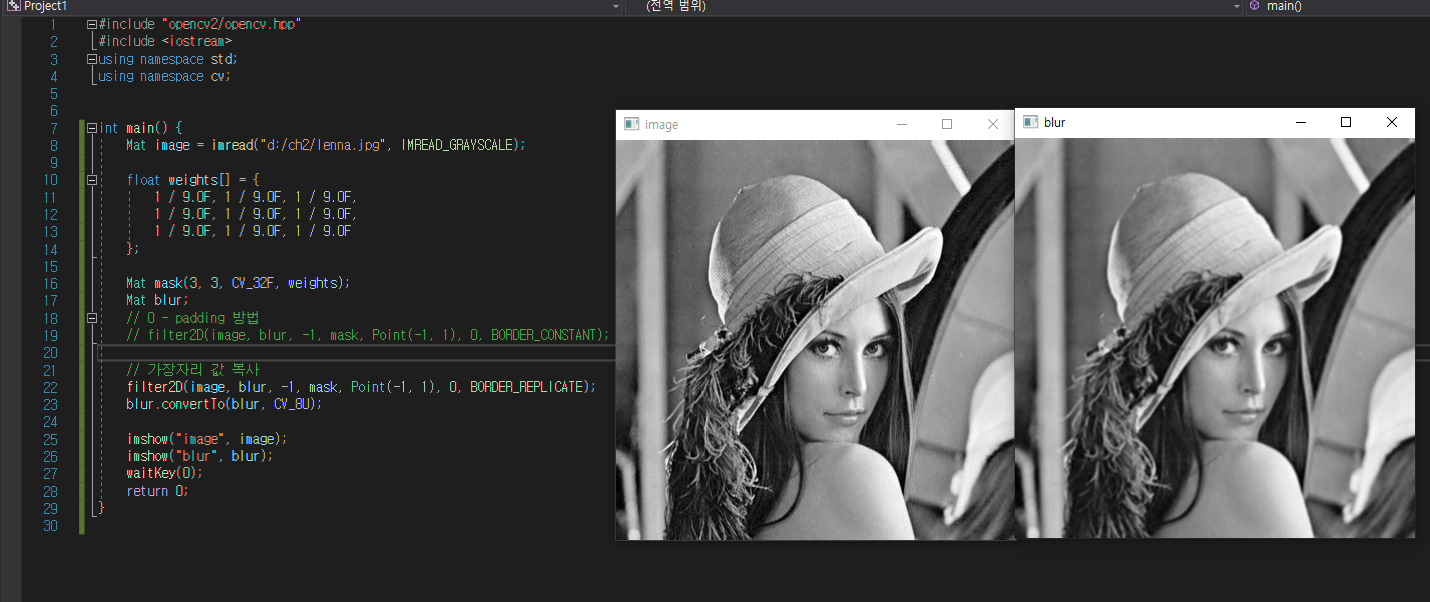 Project1 (전역 범위) main()
1 #include "opencv2/opencv.hpp"
2 #include <iostream>
3 using namespace std;
4 using namespace cv;
5
6
7 int main() {
8 Mat image = imread("d:/ch2/lenna.jpg", IMREAD_GRAYSCALE);
9
10 float weights[] = {
11 1 / 9.0F, 1 / 9.0F, 1 / 9.0F,
12 1 / 9.0F, 1 / 9.0F, 1 / 9.0F,
13 1 / 9.0F, 1 / 9.0F, 1 / 9.0F
14 };
15
16 Mat mask(3, 3, CV_32F, weights);
17 Mat blur;
18 // 0 - padding 방법
19 // filter2D(image, blur, -1, mask, Point(-1, 1), 0, BORDER_CONSTANT);
20
21 // 가장자리 값 복사
22 filter2D(image, blur, -1, mask, Point(-1, 1), 0, BORDER_REPLICATE);
23 blur.convertTo(blur, CV_8U);
24
25 imshow("image", image);
26 imshow("blur", blur);
27 waitKey(0);
28 return 0;
29 }
30
image
blur